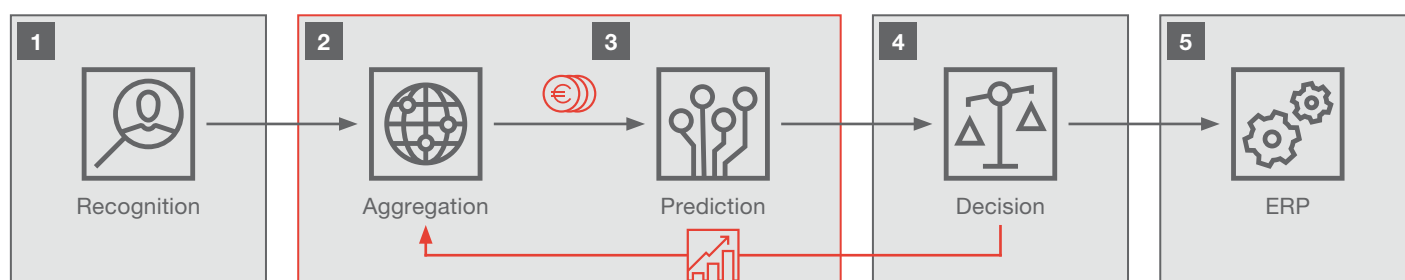 1
2
3
4
5
€
Recognition
Aggregation
Prediction
Decision
ERP